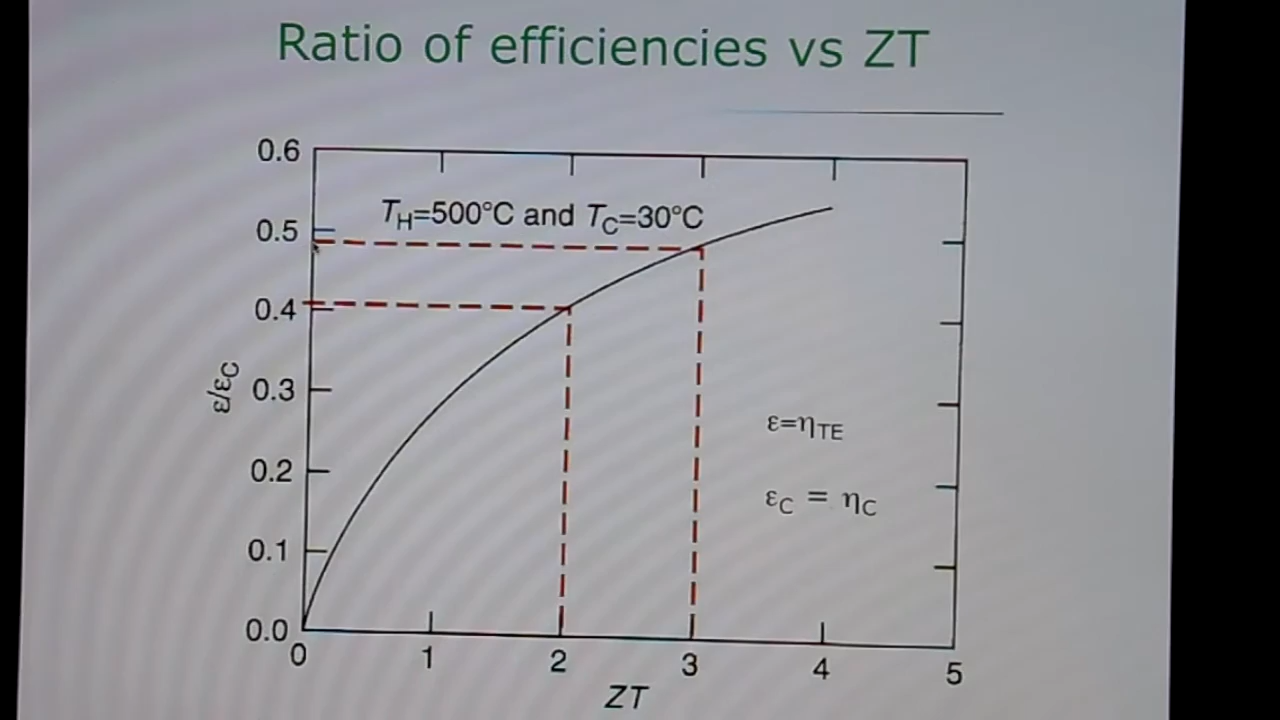 Ratio of efficiencies vs ZT
0.6
T_H=500°C and T_C=30°C
0.5
0.4
ε/ε_C
0.3
ε=η_TE
0.2
ε_C = η_C
0.1
0.0
0 1 2 3 4 5
ZT